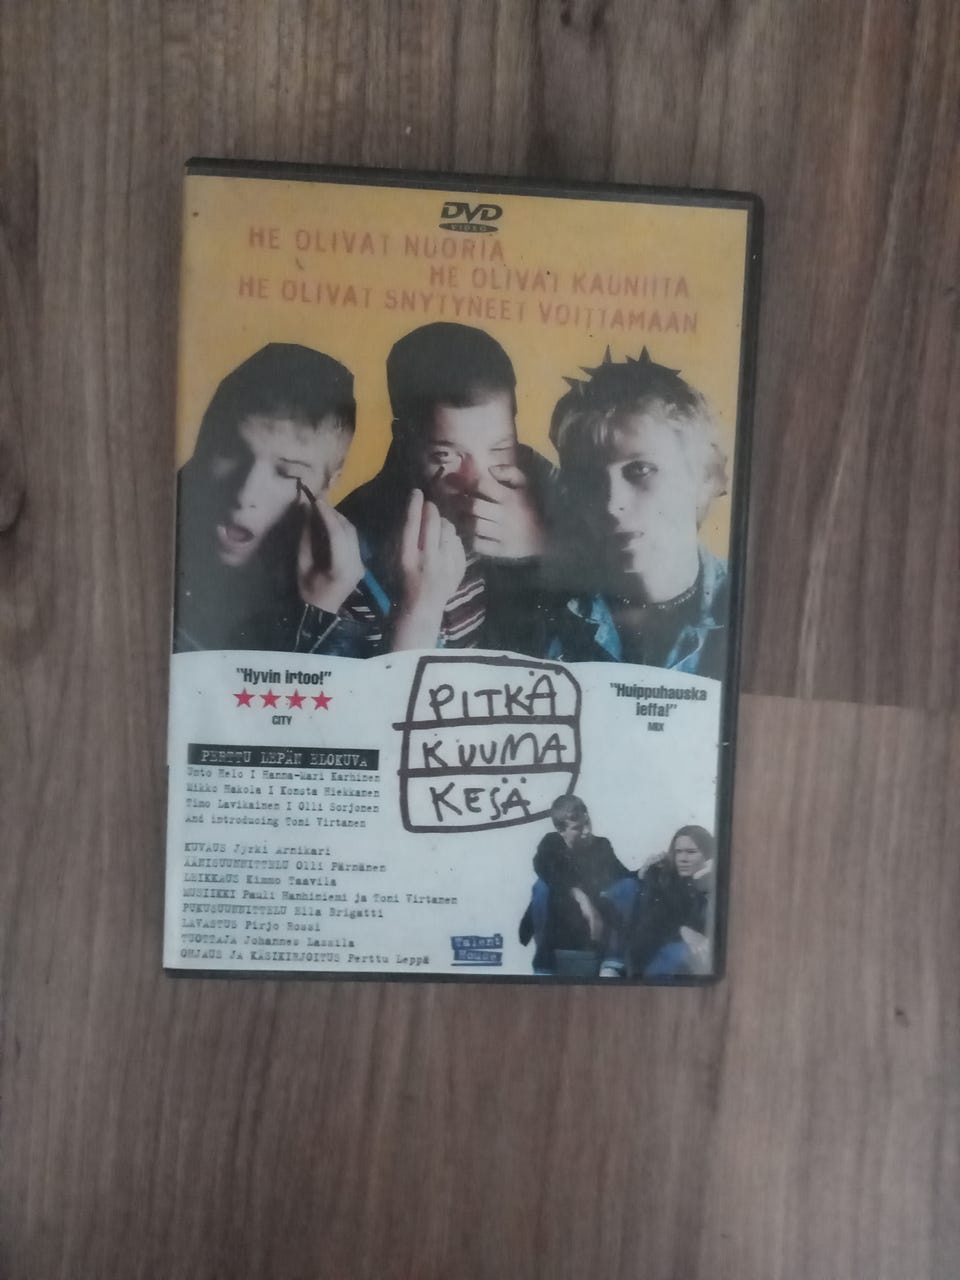 DVD
VIDEO
HE OLIVAT NUORIA
HE OLIVAT KAUNIITA
HE OLIVAT SNYTYNEET VOITTAMAAN
"Hyvin irtoo!"
★★★★
CITY
PITKÄ
KUUMA
KESÄ
"Huippuhauska
leffa!"
MIX
PERTTU LEPÄN ELOKUVA
Unto Helo I Hanna-Mari Karhinen
Mikko Hakola I Konsta Hiekkanen
Timo Lavikainen I Olli Sorjonen
And introducing Toni Virtanen
KUVAUS Jyrki Arnikari
ÄÄNISUUNNITTELU Olli Pärnänen
LEIKKAUS Kimmo Taavila
MUSIIKKI Pauli Hanhiniemi ja Toni Virtanen
PUKUSUUNNITTELU Ella Brigatti
LAVASTUS Pirjo Rossi
TUOTTAJA Johannes Lassila
OHJAUS JA KÄSIKIRJOITUS Perttu Leppä
Talent
House